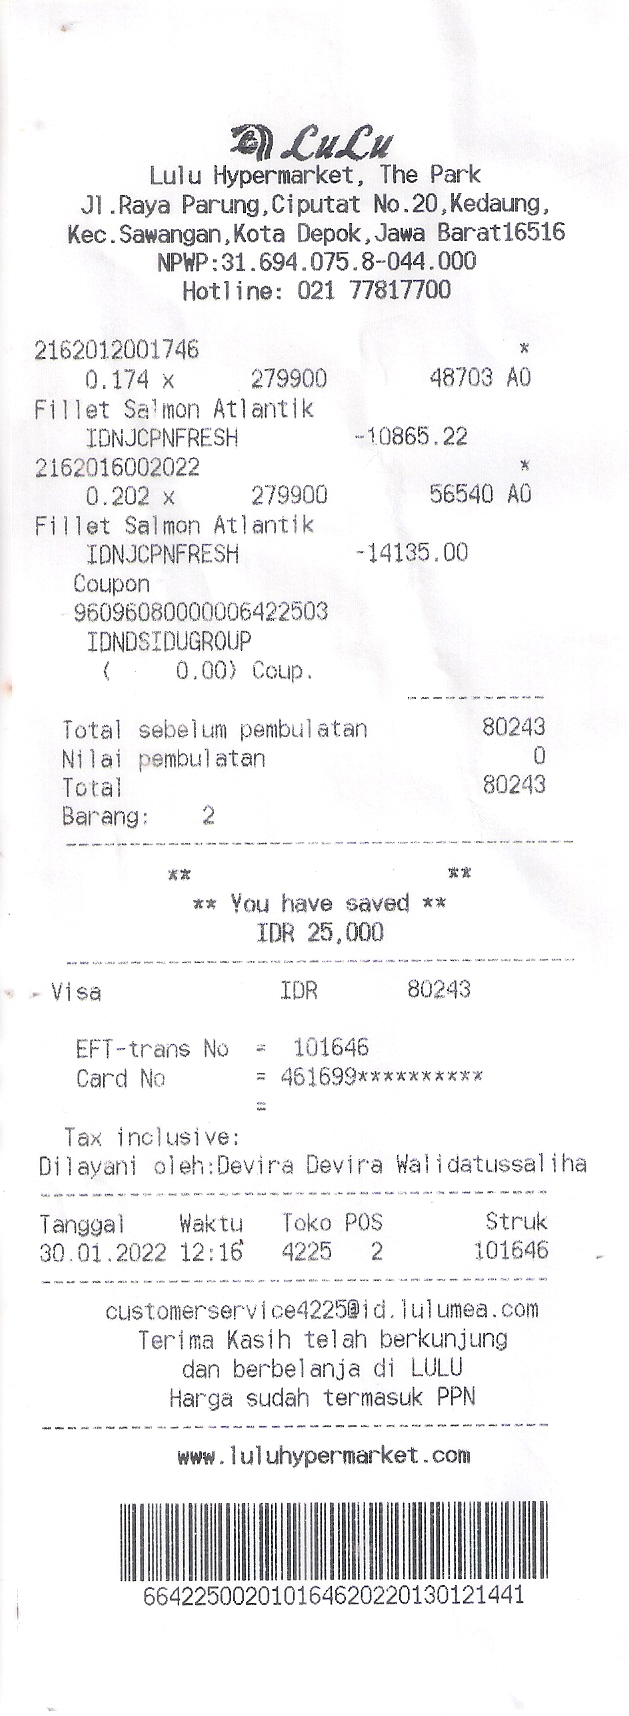 LuLu
Lulu Hypermarket, The Park
Jl.Raya Parung,Ciputat No.20,Kedaung,
Kec.Sawangan,Kota Depok,Jawa Barat16516
NPWP:31.694.075.8-044.000
Hotline: 021 77817700
2162012001746 *
0.174 x 279900 48703 A0
Fillet Salmon Atlantik
IDNJCPNFRESH -10865.22
2162016002022 *
0.202 x 279900 56540 A0
Fillet Salmon Atlantik
IDNJCPNFRESH -14135.00
Coupon
96096080000006422503
IDNDSIDUGROUP
( 0.00) Coup.
Total sebelum pembulatan 80243
Nilai pembulatan 0
Total 80243
Barang: 2
** **
** You have saved **
IDR 25,000
Visa IDR 80243
EFT-trans No = 101646
Card No = 461699**********
=
Tax inclusive:
Dilayani oleh:Devira Devira Walidatussaliha
Tanggal Waktu Toko POS Struk
30.01.2022 12:16 4225 2 101646
customerservice4225@id.lulumea.com
Terima Kasih telah berkunjung
dan berbelanja di LULU
Harga sudah termasuk PPN
www.luluhypermarket.com
664225002010164620220130121441